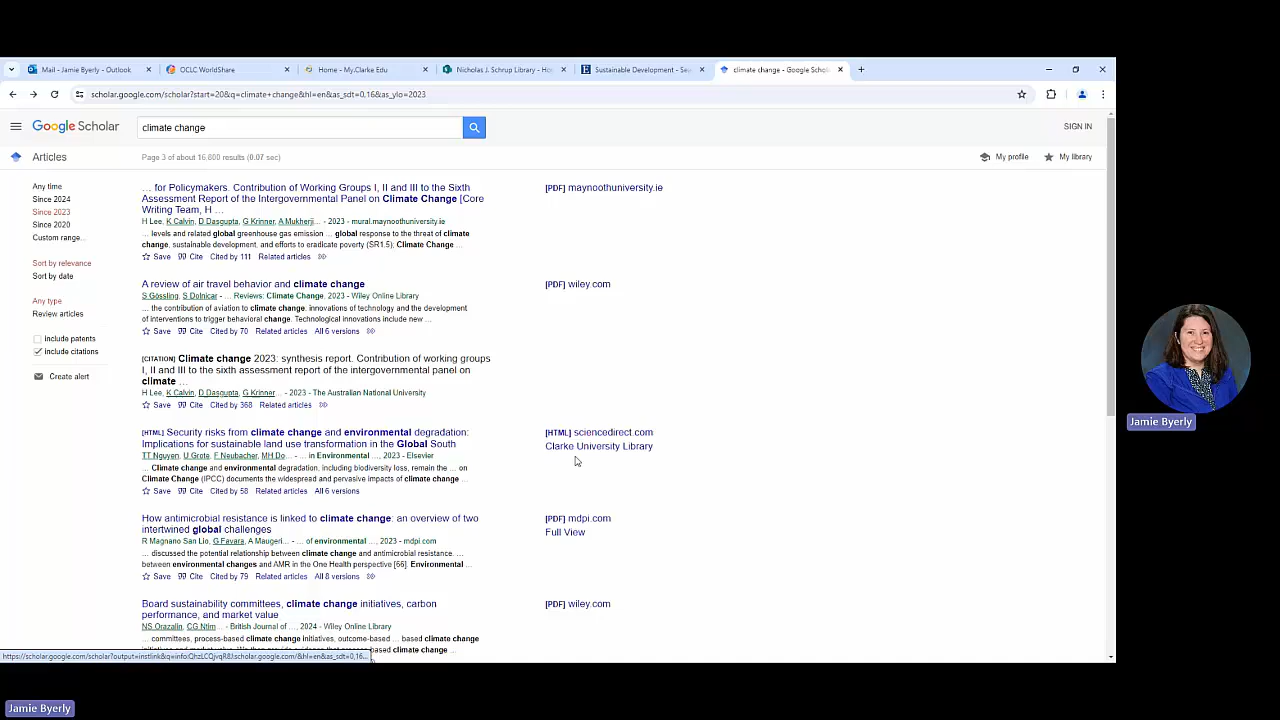 Mail - Jamie Byerly - Outlook
OCLC WorldShare
Home - My.Clarke Edu
Nicholas J. Schrup Library - Ho
Sustainable Development - Sea
climate change - Google Schol
scholar.google.com/scholar?start=20&q=climate+change&hl=en&as_sdt=0,16&as_ylo=2023
Google Scholar
climate change
SIGN IN
Articles
Page 3 of about 16,800 results (0.07 sec)
My profile
My library
Any time
Since 2024
Since 2023
Since 2020
Custom range...
Sort by relevance
Sort by date
Any type
Review articles
include patents
include citations
Create alert
… for Policymakers. Contribution of Working Groups I, II and III to the Sixth
Assessment Report of the Intergovernmental Panel on Climate Change [Core
Writing Team, H …
[PDF] maynoothuniversity.ie
H Lee, K Calvin, D Dasgupta, G Krinner, A Mukherji… - 2023 - mural.maynoothuniversity.ie
… levels and related global greenhouse gas emission … global response to the threat of climate
change, sustainable development, and efforts to eradicate poverty (SR1.5), Climate Change …
Save Cite Cited by 111 Related articles
A review of air travel behavior and climate change
[PDF] wiley.com
S Gössling, S Dolnicar - … Reviews: Climate Change, 2023 - Wiley Online Library
… the contribution of aviation to climate change; innovations of technology and the development
of interventions to trigger behavioral change. Technological innovations include new …
Save Cite Cited by 70 Related articles All 6 versions
[CITATION] Climate change 2023: synthesis report. Contribution of working groups
I, II and III to the sixth assessment report of the intergovernmental panel on
climate …
H Lee, K Calvin, D Dasgupta, G Krinner… - 2023 - The Australian National University
Save Cite Cited by 368 Related articles
[HTML] Security risks from climate change and environmental degradation:
Implications for sustainable land use transformation in the Global South
[HTML] sciencedirect.com
Clarke University Library
TT Nguyen, U Grote, F Neubacher, MH Do… - … in Environmental …, 2023 - Elsevier
… Climate change and environmental degradation, including biodiversity loss, remain the … on
Climate Change (IPCC) documents the widespread and pervasive impacts of climate change …
Save Cite Cited by 58 Related articles All 6 versions
How antimicrobial resistance is linked to climate change: an overview of two
intertwined global challenges
[PDF] mdpi.com
Full View
R Magnano San Lio, G Favara, A Maugeri… - … of environmental …, 2023 - mdpi.com
… discussed the potential relationship between climate change and antimicrobial resistance. …
between environmental changes and AMR in the One Health perspective [66]. Environmental …
Save Cite Cited by 79 Related articles All 8 versions
Board sustainability committees, climate change initiatives, carbon
performance, and market value
[PDF] wiley.com
NS Orazalin, CG Ntim… - British Journal of …, 2024 - Wiley Online Library
… committees, process-based climate change initiatives, outcome-based … based climate change
climate change …
Jamie Byerly
Jamie Byerly